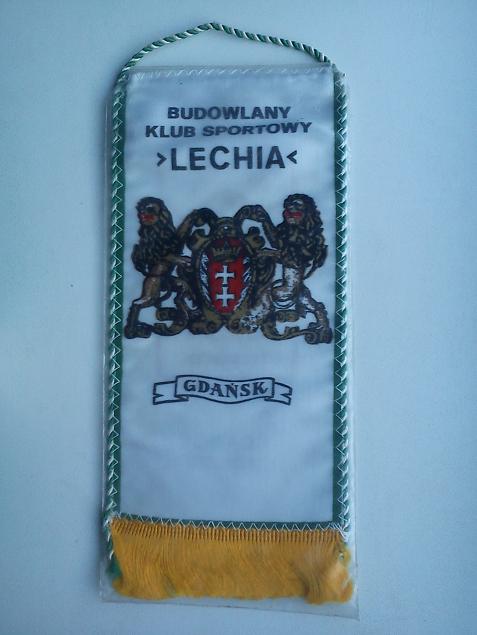 BUDOWLANY
KLUB SPORTOWY
>LECHIA<
GDAŃSK